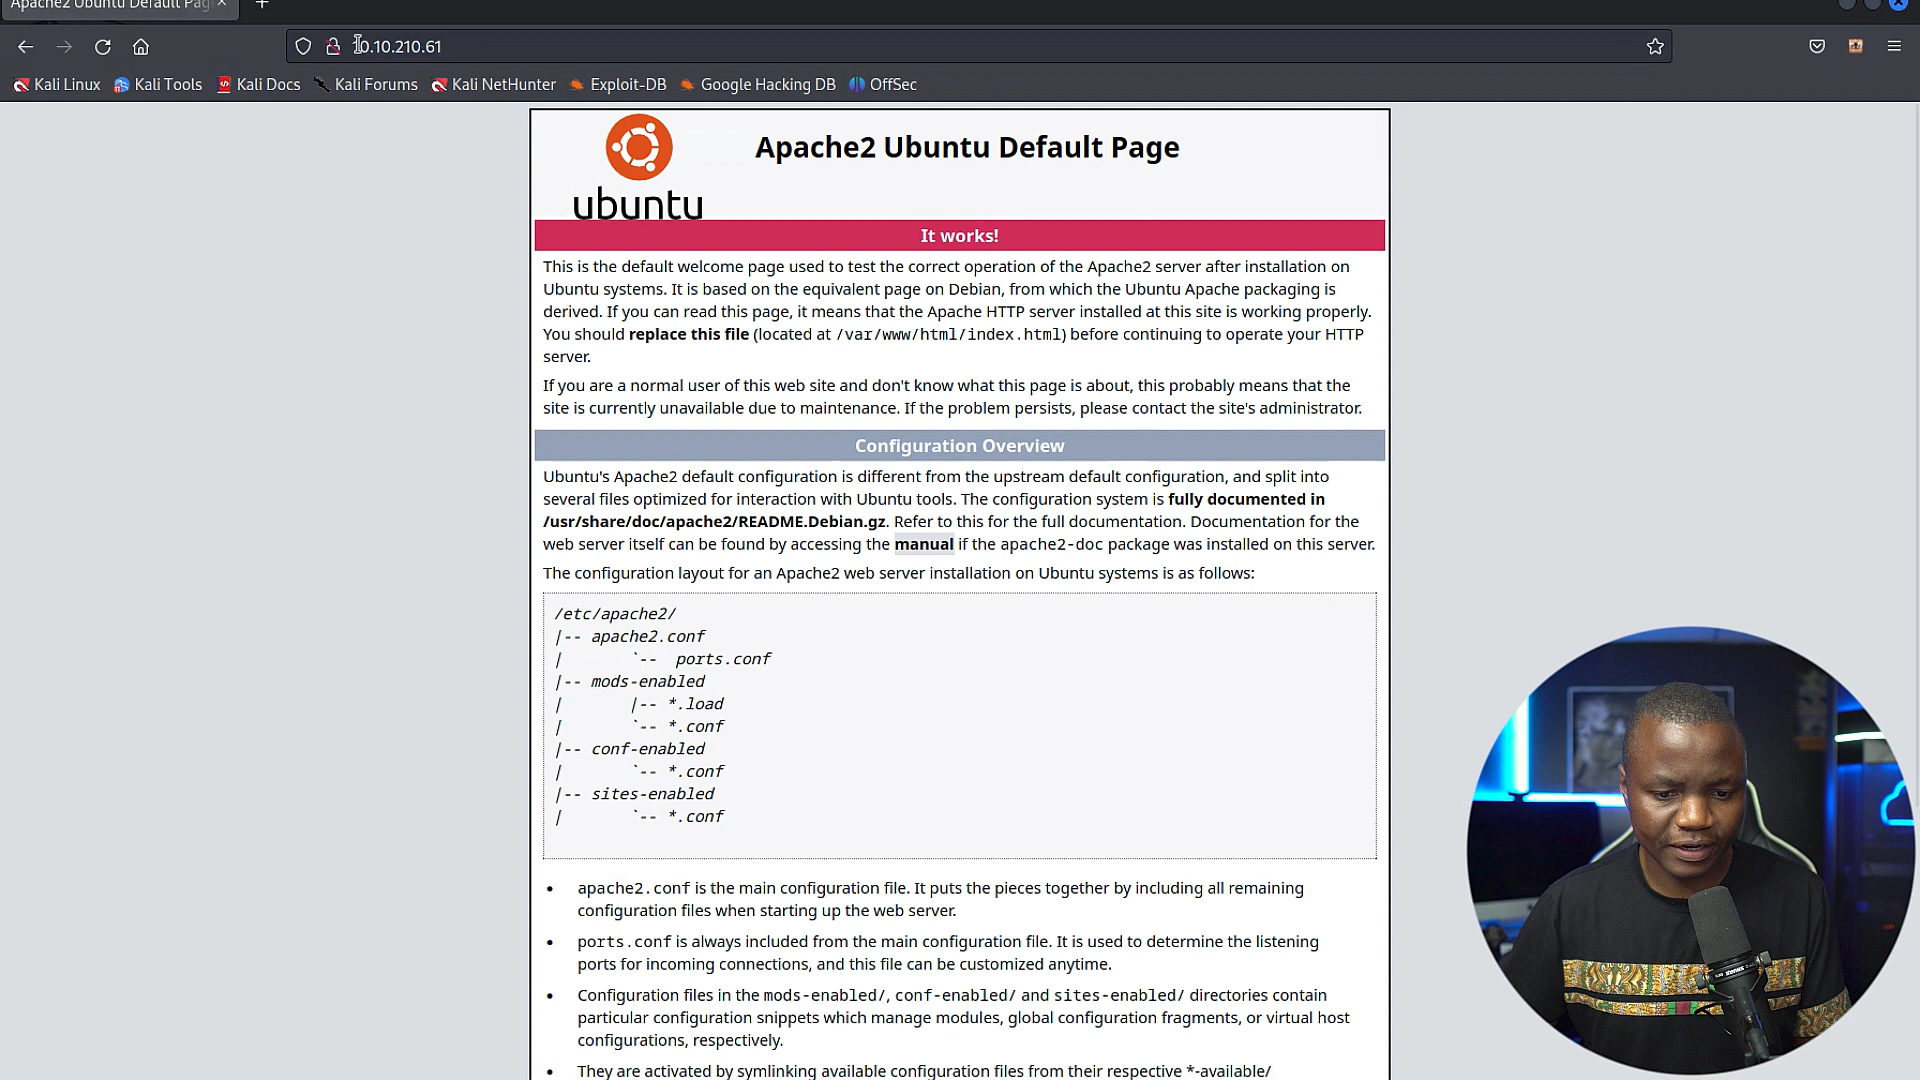 Apache2 Ubuntu Default Pag
10.10.210.61
Kali Linux
Kali Tools
Kali Docs
Kali Forums
Kali NetHunter
Exploit-DB
Google Hacking DB
OffSec
ubuntu
Apache2 Ubuntu Default Page
It works!
This is the default welcome page used to test the correct operation of the Apache2 server after installation on
Ubuntu systems. It is based on the equivalent page on Debian, from which the Ubuntu Apache packaging is
derived. If you can read this page, it means that the Apache HTTP server installed at this site is working properly.
You should replace this file (located at /var/www/html/index.html) before continuing to operate your HTTP
server.
If you are a normal user of this web site and don't know what this page is about, this probably means that the
site is currently unavailable due to maintenance. If the problem persists, please contact the site's administrator.
Configuration Overview
Ubuntu's Apache2 default configuration is different from the upstream default configuration, and split into
several files optimized for interaction with Ubuntu tools. The configuration system is fully documented in
/usr/share/doc/apache2/README.Debian.gz. Refer to this for the full documentation. Documentation for the
web server itself can be found by accessing the manual if the apache2-doc package was installed on this server.
The configuration layout for an Apache2 web server installation on Ubuntu systems is as follows:
/etc/apache2/
|-- apache2.conf
|       `--  ports.conf
|-- mods-enabled
|       |-- *.load
|       `-- *.conf
|-- conf-enabled
|       `-- *.conf
|-- sites-enabled
|       `-- *.conf
• apache2.conf is the main configuration file. It puts the pieces together by including all remaining
configuration files when starting up the web server.
• ports.conf is always included from the main configuration file. It is used to determine the listening
ports for incoming connections, and this file can be customized anytime.
• Configuration files in the mods-enabled/, conf-enabled/ and sites-enabled/ directories contain
particular configuration snippets which manage modules, global configuration fragments, or virtual host
configurations, respectively.
• They are activated by symlinking available configuration files from their respective *-available/